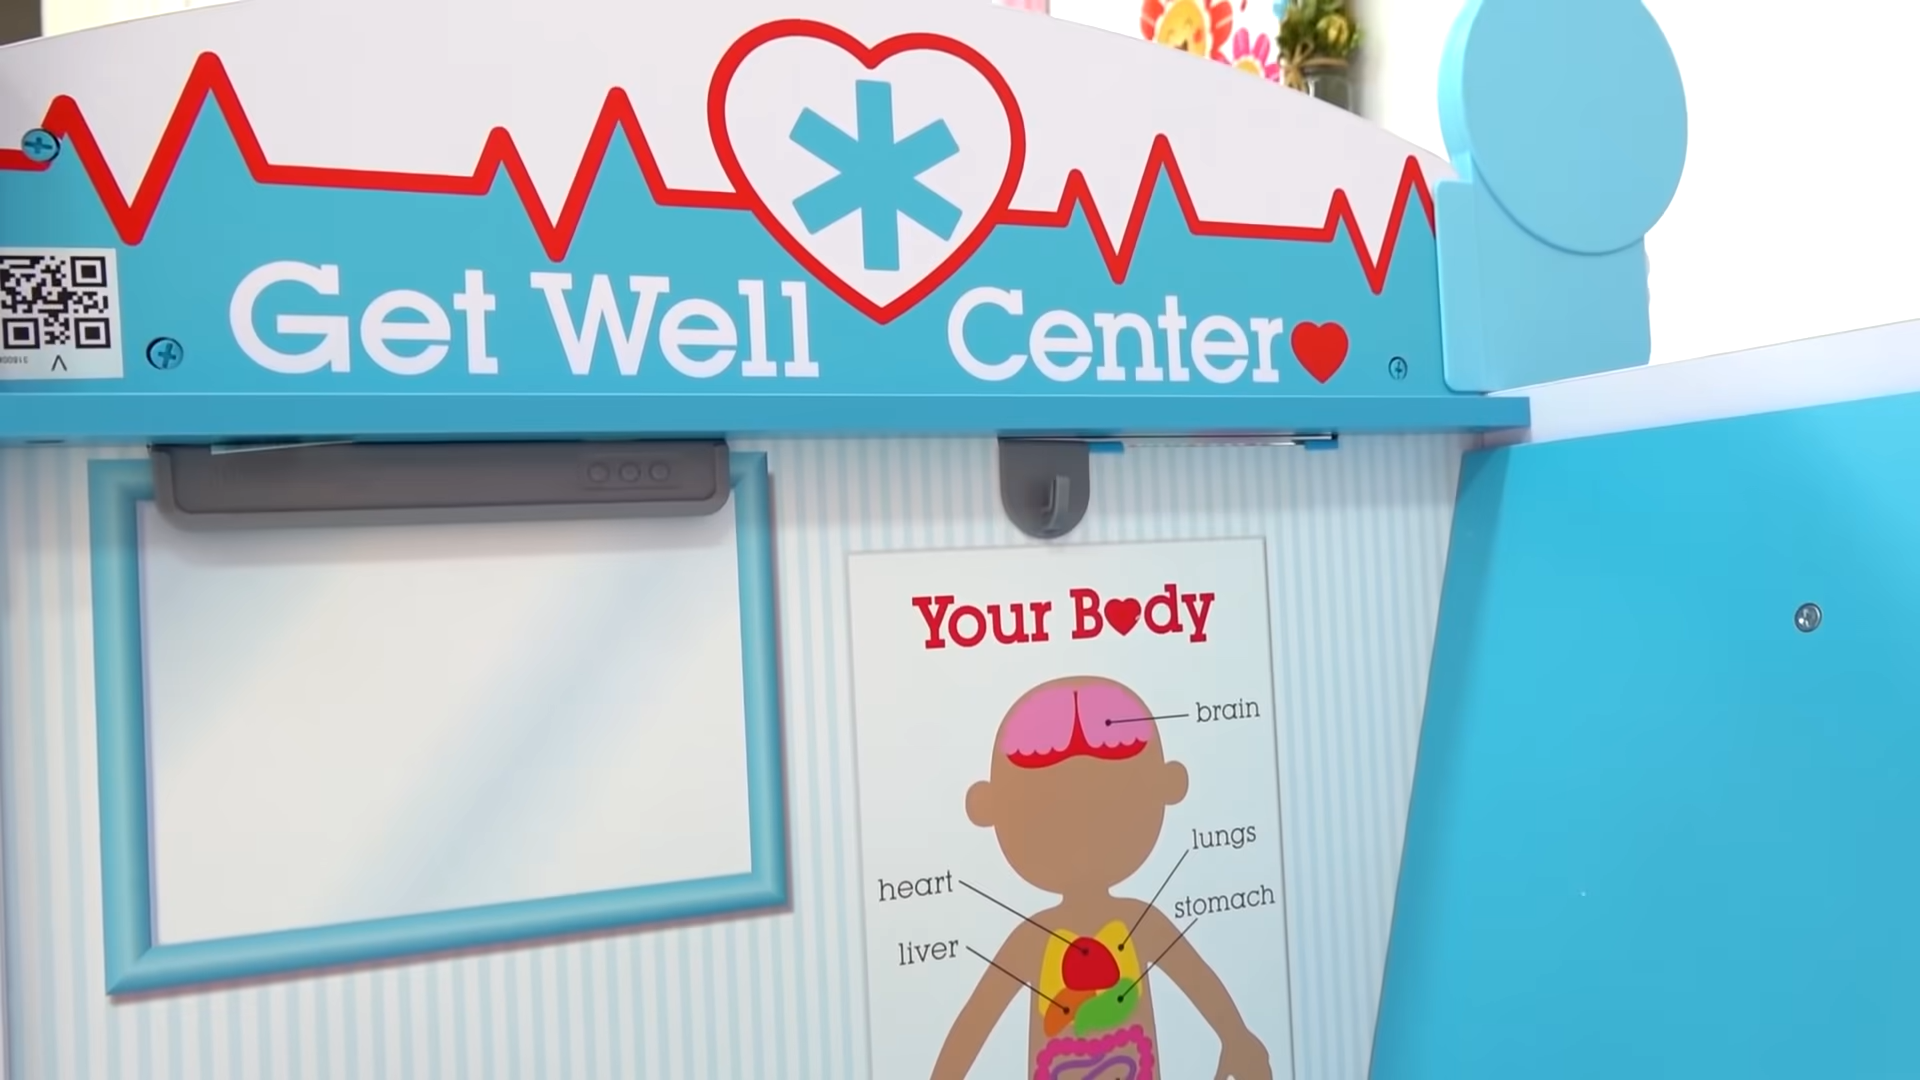 Get Well Center
Your Body
brain
lungs
heart
stomach
liver